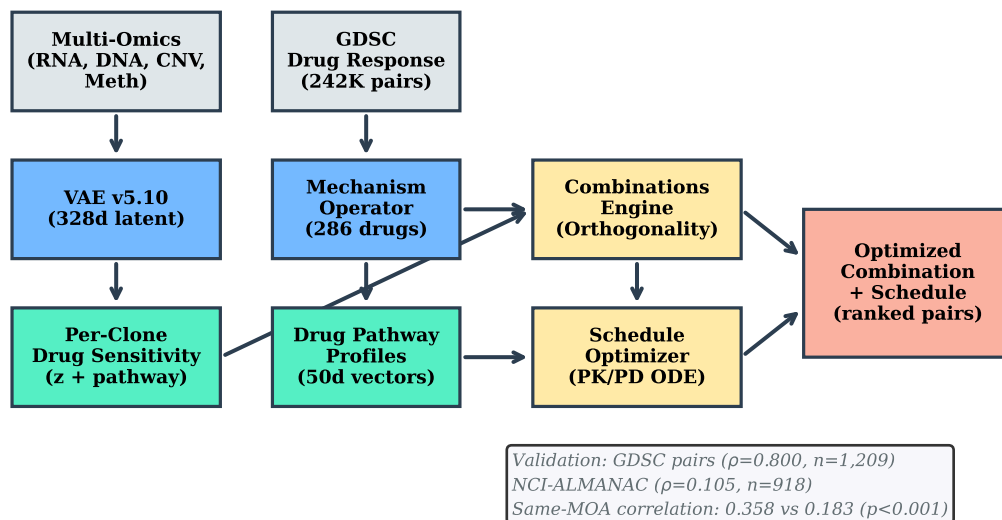 Multi-Omics
(RNA, DNA, CNV,
Meth)
GDSC
Drug Response
(242K pairs)
VAE v5.10
(328d latent)
Mechanism
Operator
(286 drugs)
Combinations
Engine
(Orthogonality)
Optimized
Combination
+ Schedule
(ranked pairs)
Per-Clone
Drug Sensitivity
(z + pathway)
Drug Pathway
Profiles
(50d vectors)
Schedule
Optimizer
(PK/PD ODE)
Validation: GDSC pairs (ρ=0.800, n=1,209)
NCI-ALMANAC (ρ=0.105, n=918)
Same-MOA correlation: 0.358 vs 0.183 (p<0.001)